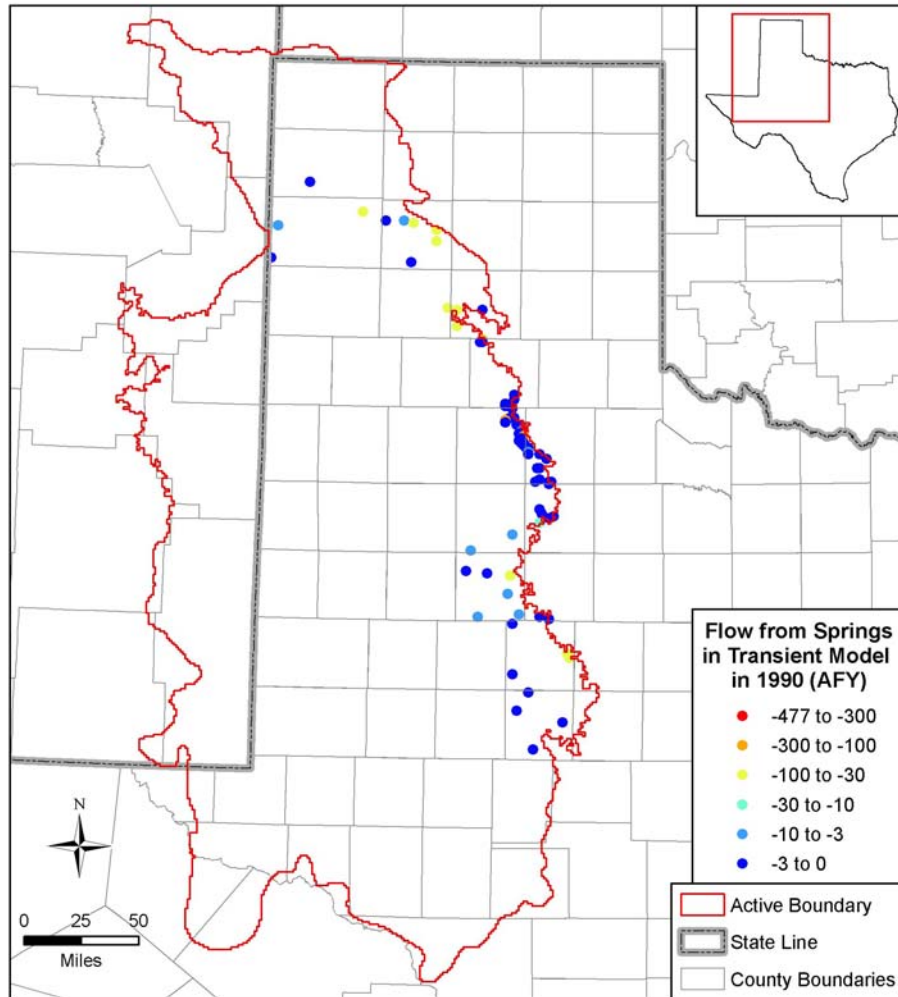 Flow from Springs
in Transient Model
in 1990 (AFY)
-477 to -300
-300 to -100
-100 to -30
-30 to -10
-10 to -3
-3 to 0
N
0 25 50
Miles
Active Boundary
State Line
County Boundaries